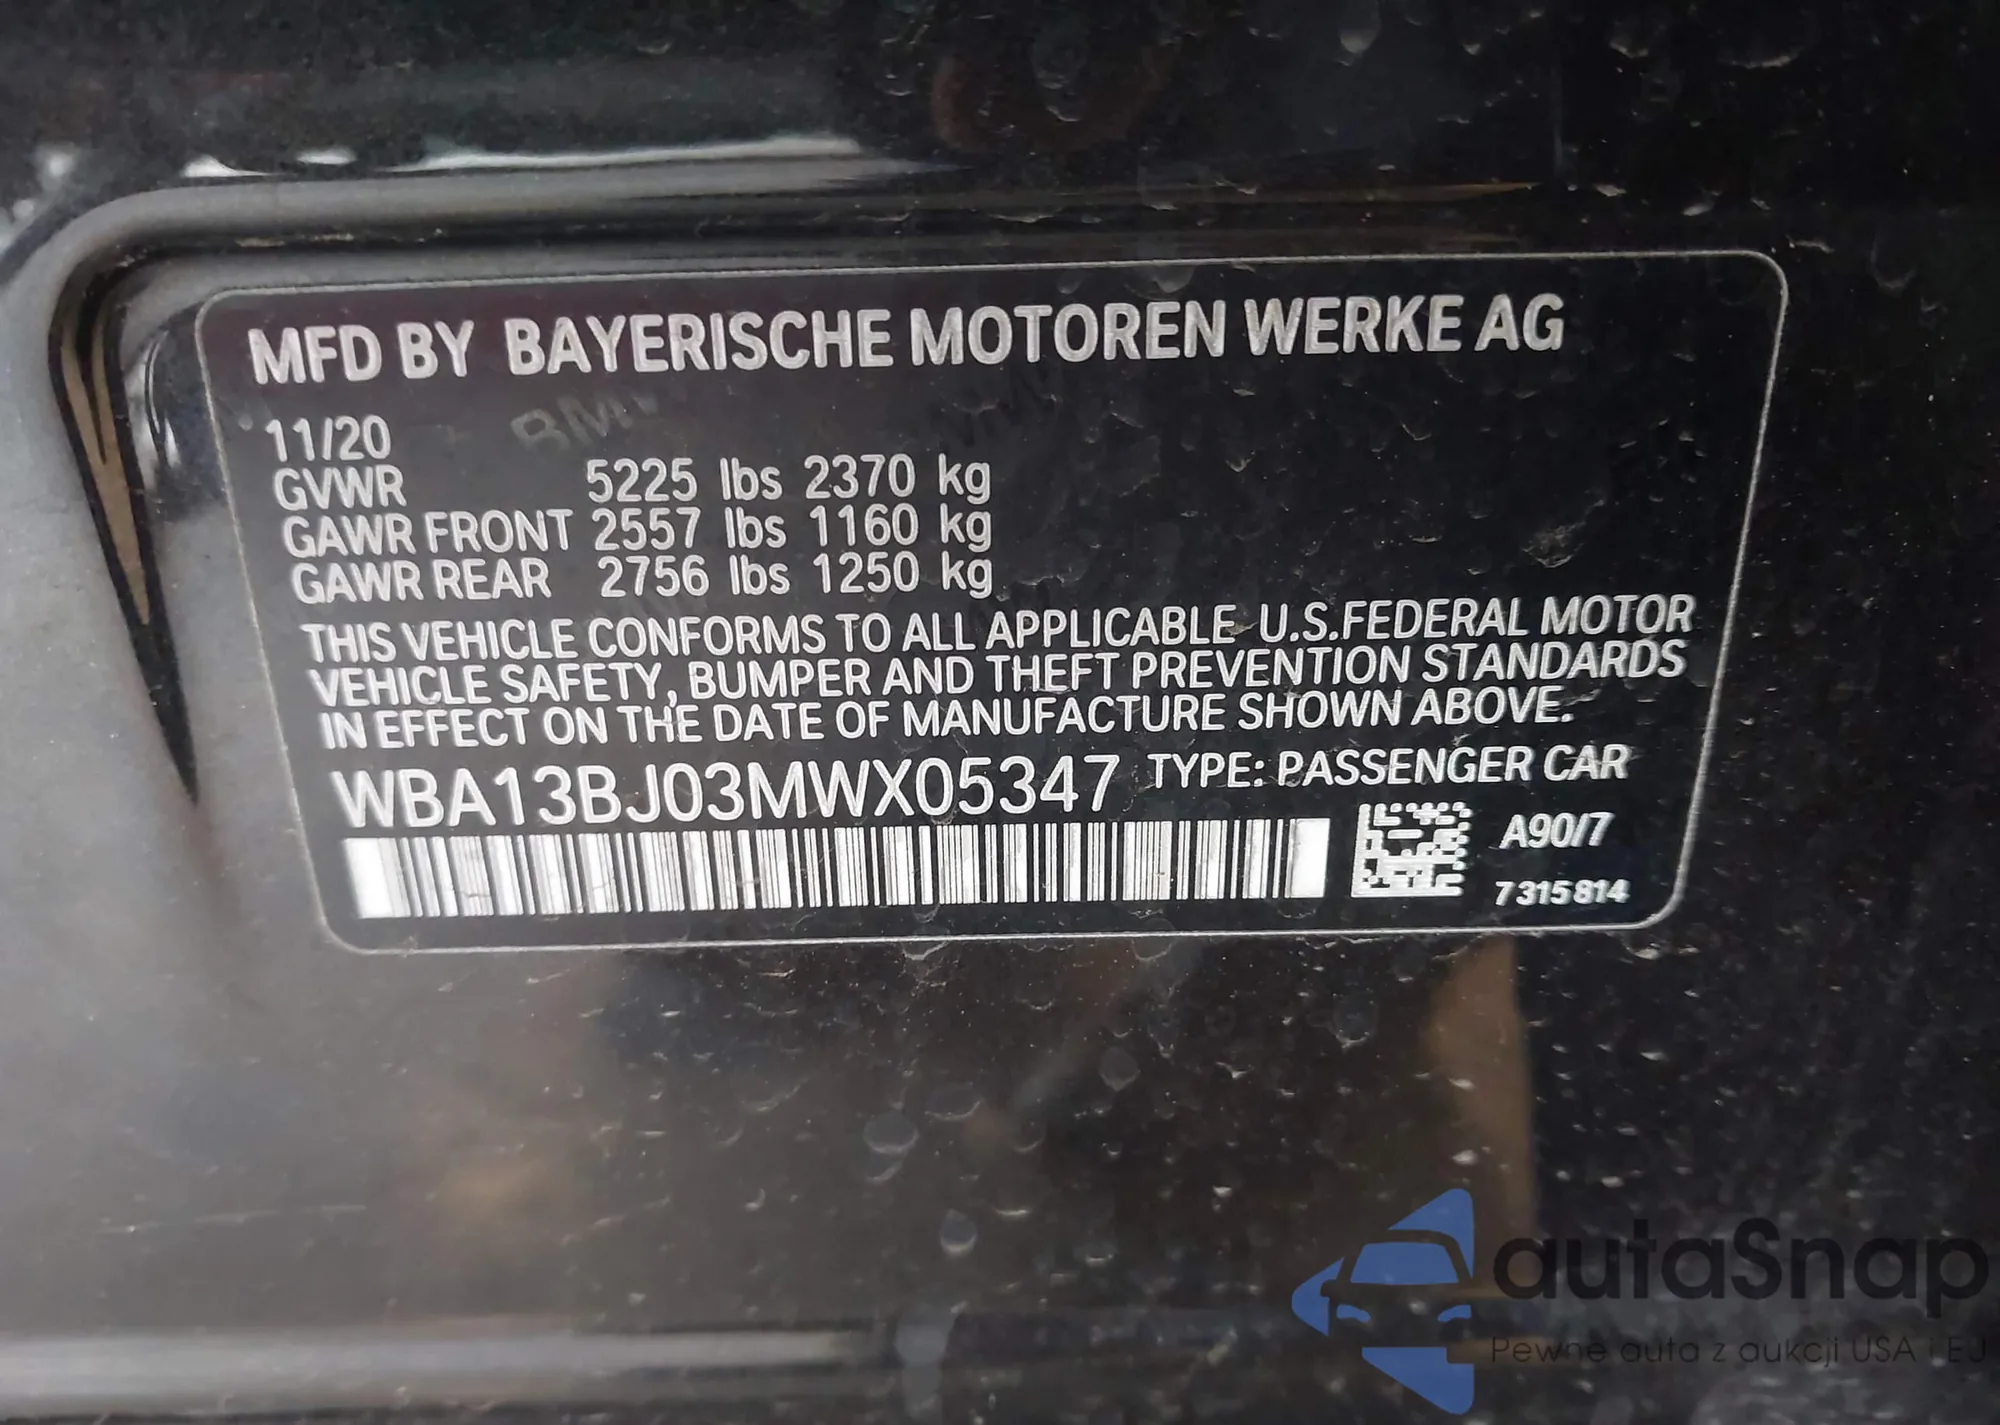 MFD BY BAYERISCHE MOTOREN WERKE AG
11/20
GVWR 5225 lbs 2370 kg
GAWR FRONT 2557 lbs 1160 kg
GAWR REAR 2756 lbs 1250 kg
THIS VEHICLE CONFORMS TO ALL APPLICABLE U.S.FEDERAL MOTOR
VEHICLE SAFETY, BUMPER AND THEFT PREVENTION STANDARDS
IN EFFECT ON THE DATE OF MANUFACTURE SHOWN ABOVE.
WBA13BJ03MWX05347 TYPE: PASSENGER CAR
A90/7
7315814
BMW
autaSnap
Pewne auta z aukcji USA i EU